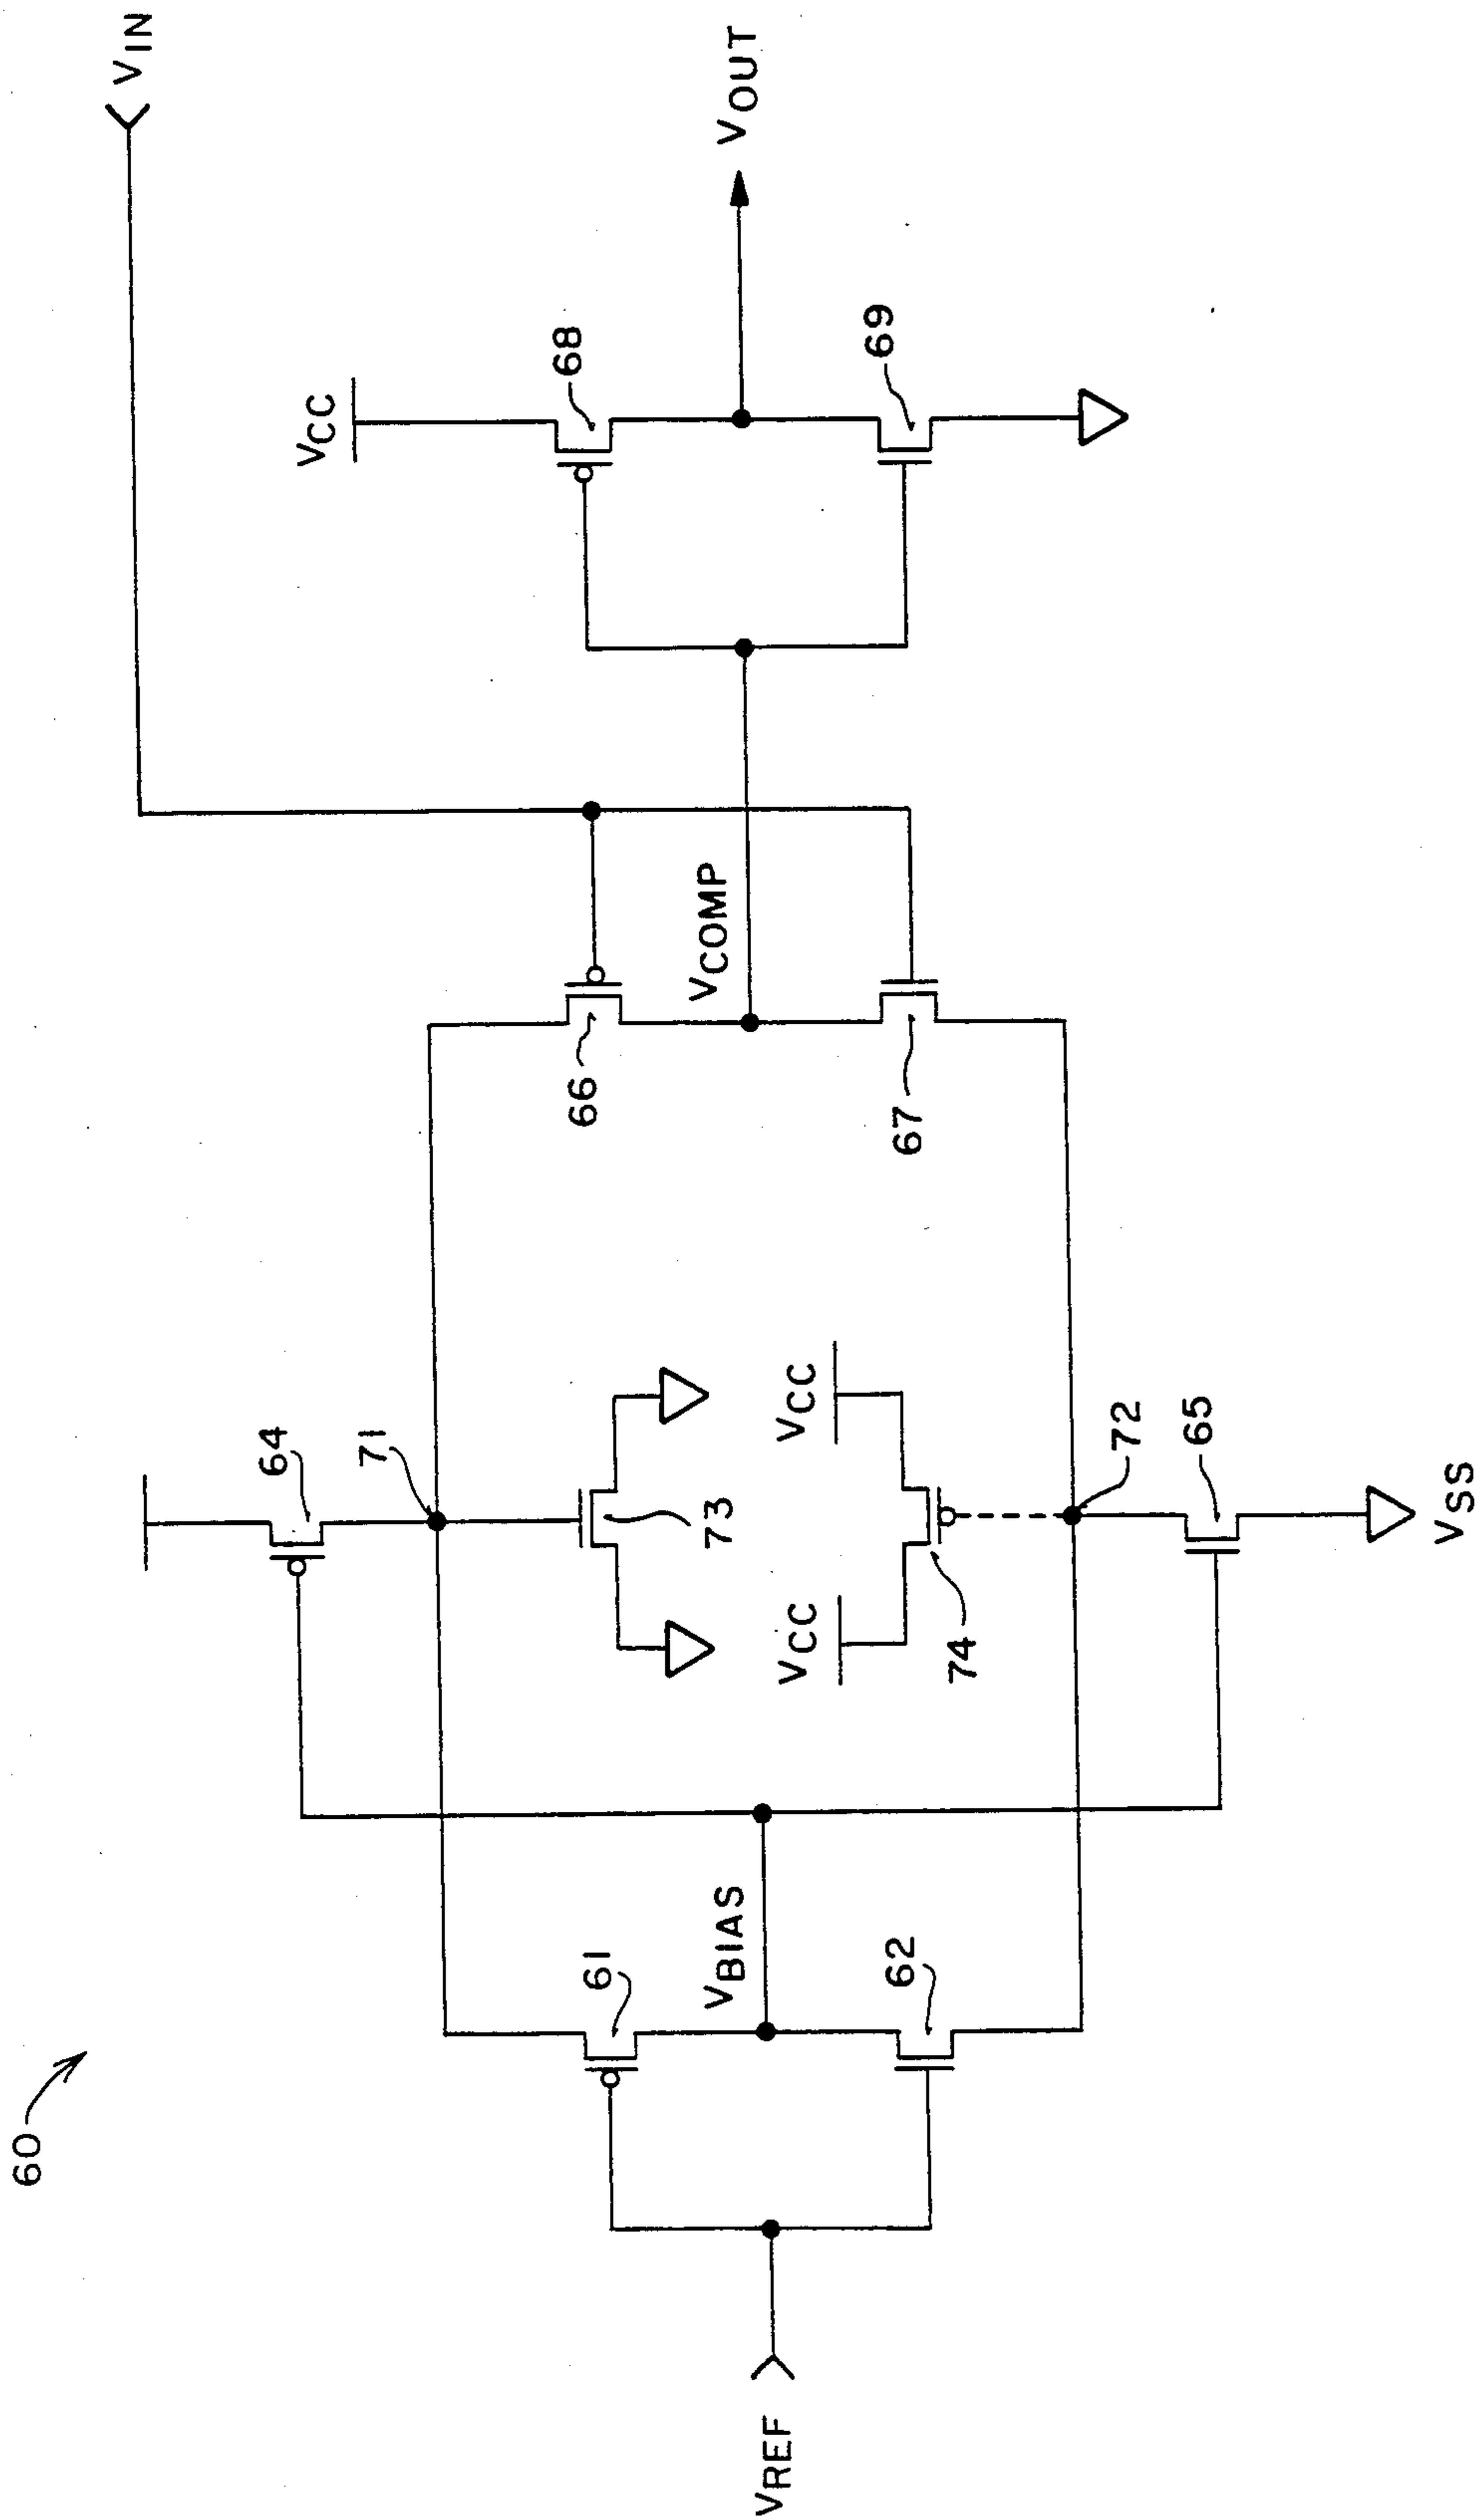 60
VIN
VCC
64
71
68
VOUT
61
66
VCOMP
VBIAS
73
69
VCC
VCC
62
67
74
72
65
VREF
VSS